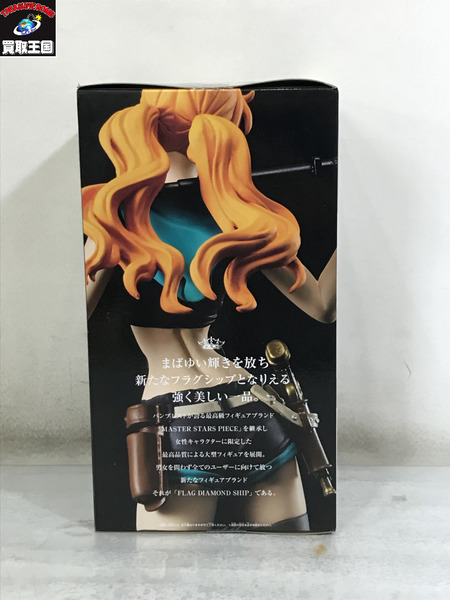 買取王国
まばゆい輝きを放ち
新たなフラグシップとなりえる
強く美しい一品。
バンプレストが誇る最高級フィギュアブランド
「MASTER STARS PIECE」を継承し
女性キャラクターに限定した
最高品質による大型フィギュアを展開。
男女を問わず全てのユーザーに向けて放つ
新たなフィギュアブランド
それが「FLAG DIAMOND SHIP」である。